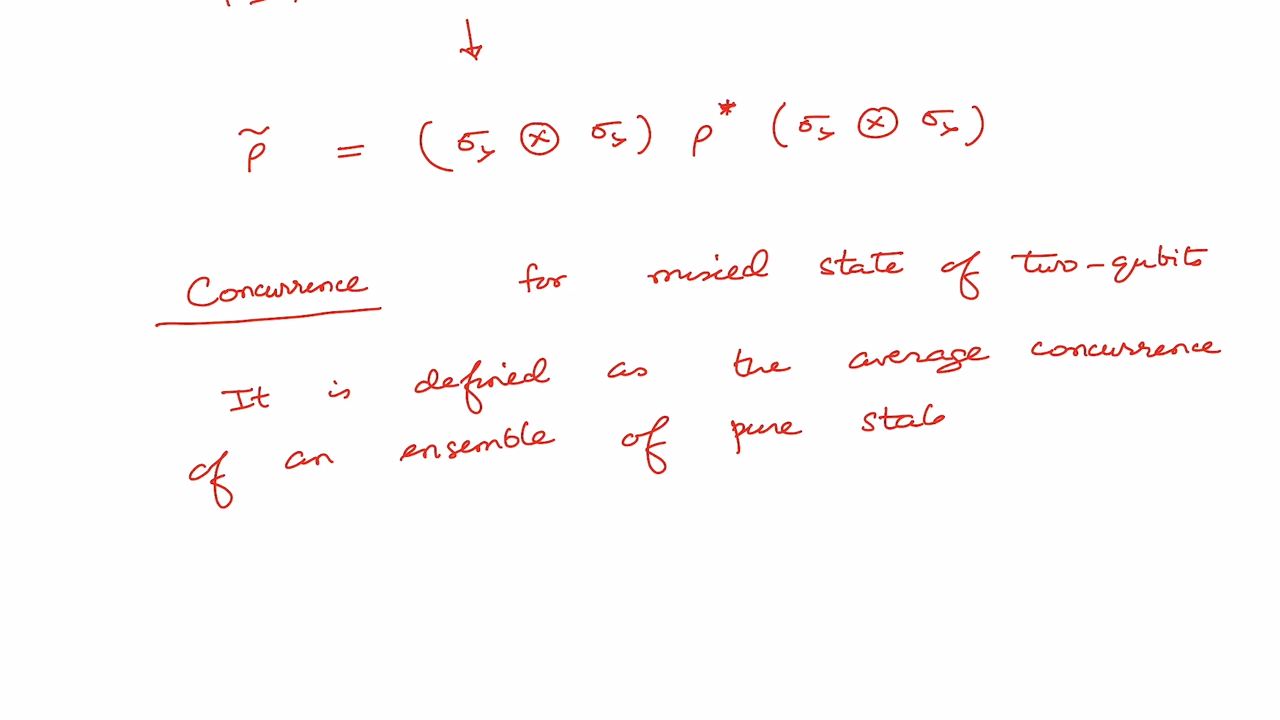 ↓
ρ̃ = (σy ⊗ σy) ρ* (σy ⊗ σy)
Concurrence for mixied state of two-qubits
It is defined as the average concurrence
of an ensemble of pure state